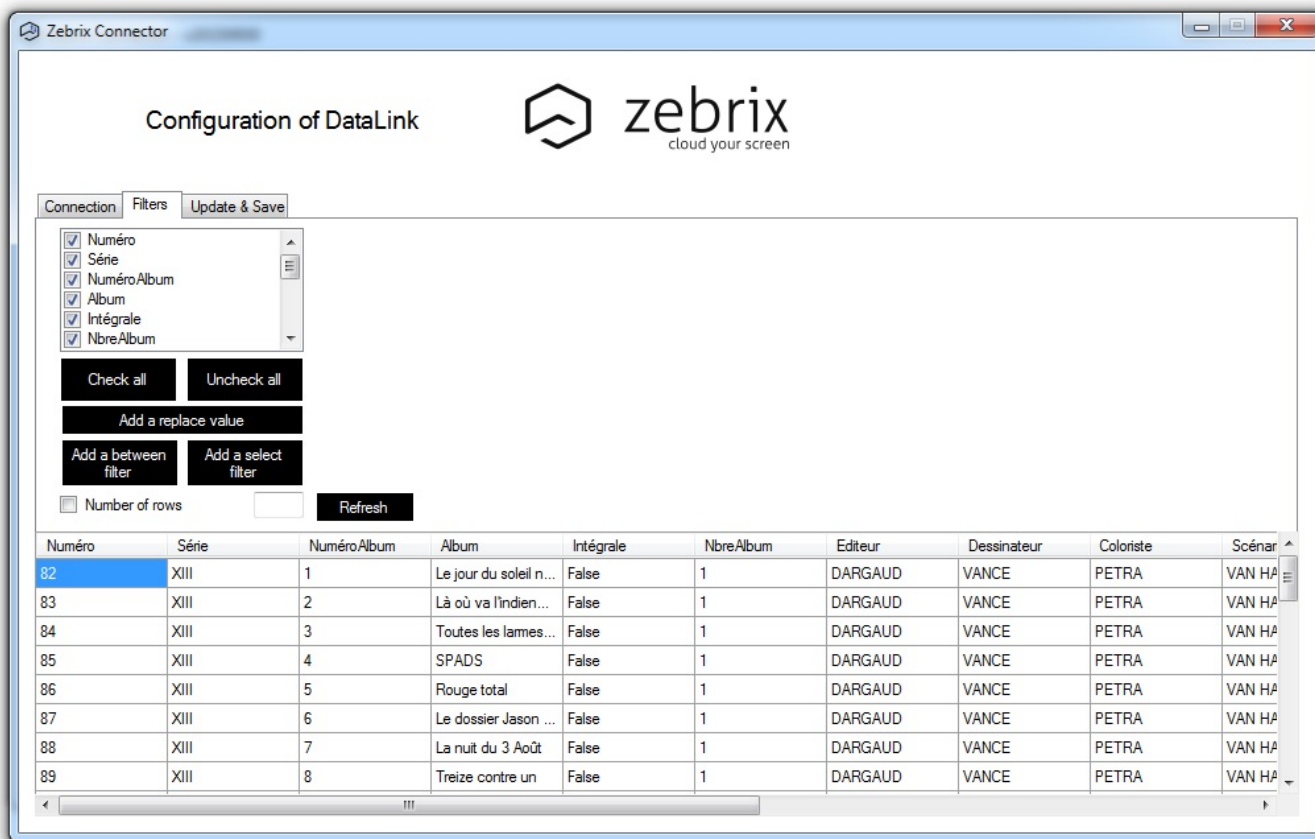 Zebrix Connector
Configuration of DataLink
zebrix
cloud your screen
Connection Filters Update & Save
Numéro
Série
NuméroAlbum
Album
Intégrale
NbreAlbum
Check all Uncheck all
Add a replace value
Add a between Add a select
filter filter
Number of rows Refresh
Numéro Série NuméroAlbum Album Intégrale NbreAlbum Editeur Dessinateur Coloriste Scénar
82 XIII 1 Le jour du soleil n... False 1 DARGAUD VANCE PETRA VAN HA
83 XIII 2 Là où va l'indien... False 1 DARGAUD VANCE PETRA VAN HA
84 XIII 3 Toutes les larmes... False 1 DARGAUD VANCE PETRA VAN HA
85 XIII 4 SPADS False 1 DARGAUD VANCE PETRA VAN HA
86 XIII 5 Rouge total False 1 DARGAUD VANCE PETRA VAN HA
87 XIII 6 Le dossier Jason ... False 1 DARGAUD VANCE PETRA VAN HA
88 XIII 7 La nuit du 3 Août False 1 DARGAUD VANCE PETRA VAN HA
89 XIII 8 Treize contre un False 1 DARGAUD VANCE PETRA VAN HA